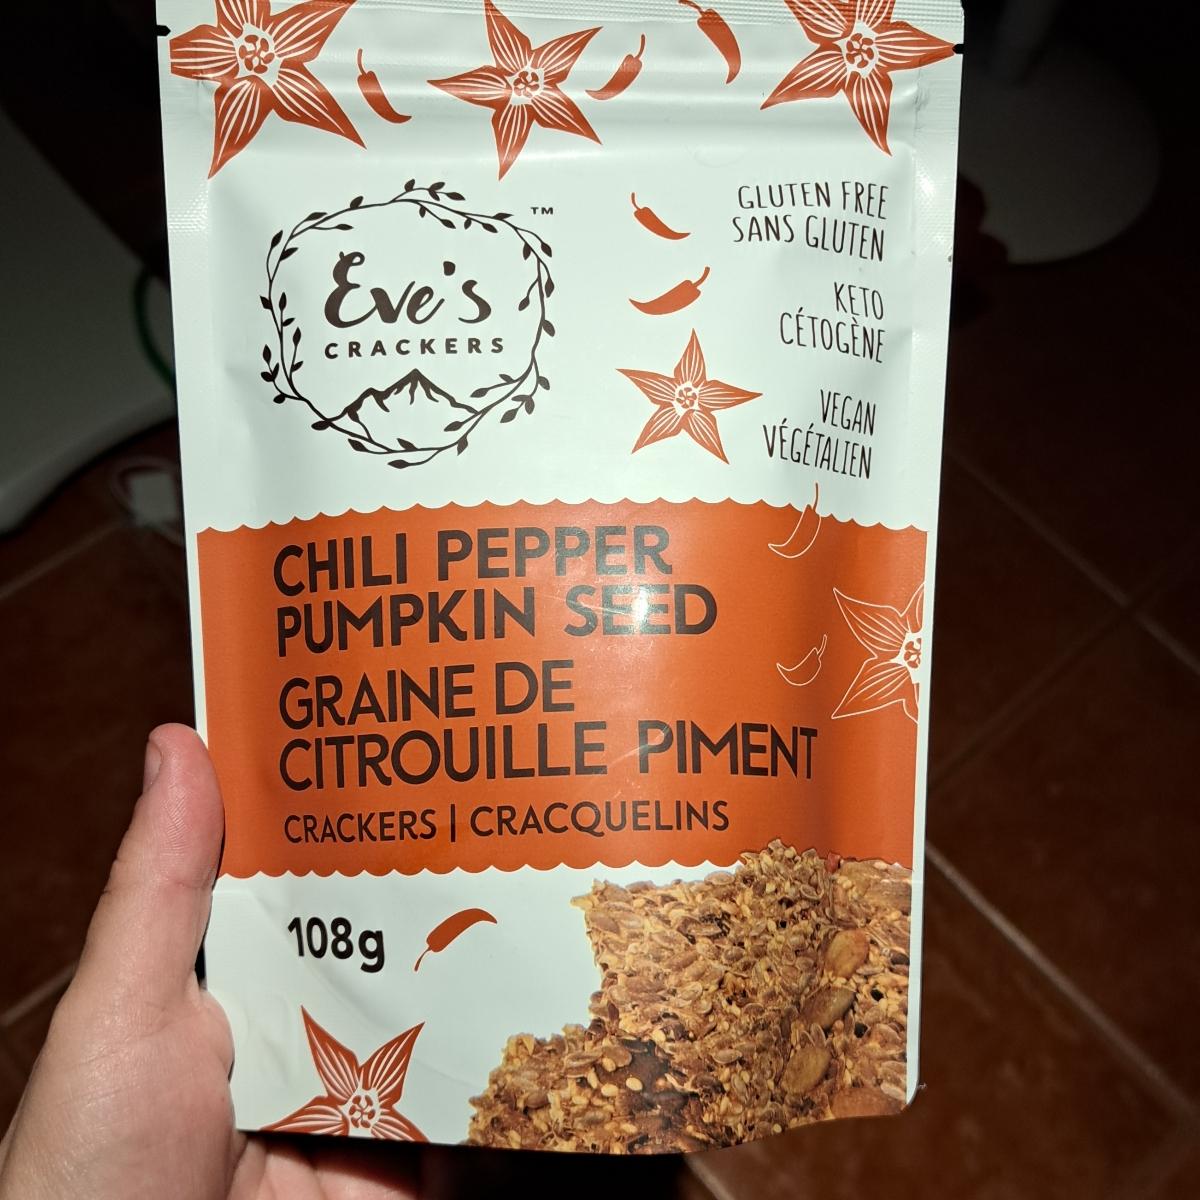 Eve's
CRACKERS
TM
GLUTEN FREE
SANS GLUTEN
KETO
CÉTOGÈNE
VEGAN
VÉGÉTALIEN
CHILI PEPPER
PUMPKIN SEED
GRAINE DE
CITROUILLE PIMENT
CRACKERS | CRACQUELINS
108g